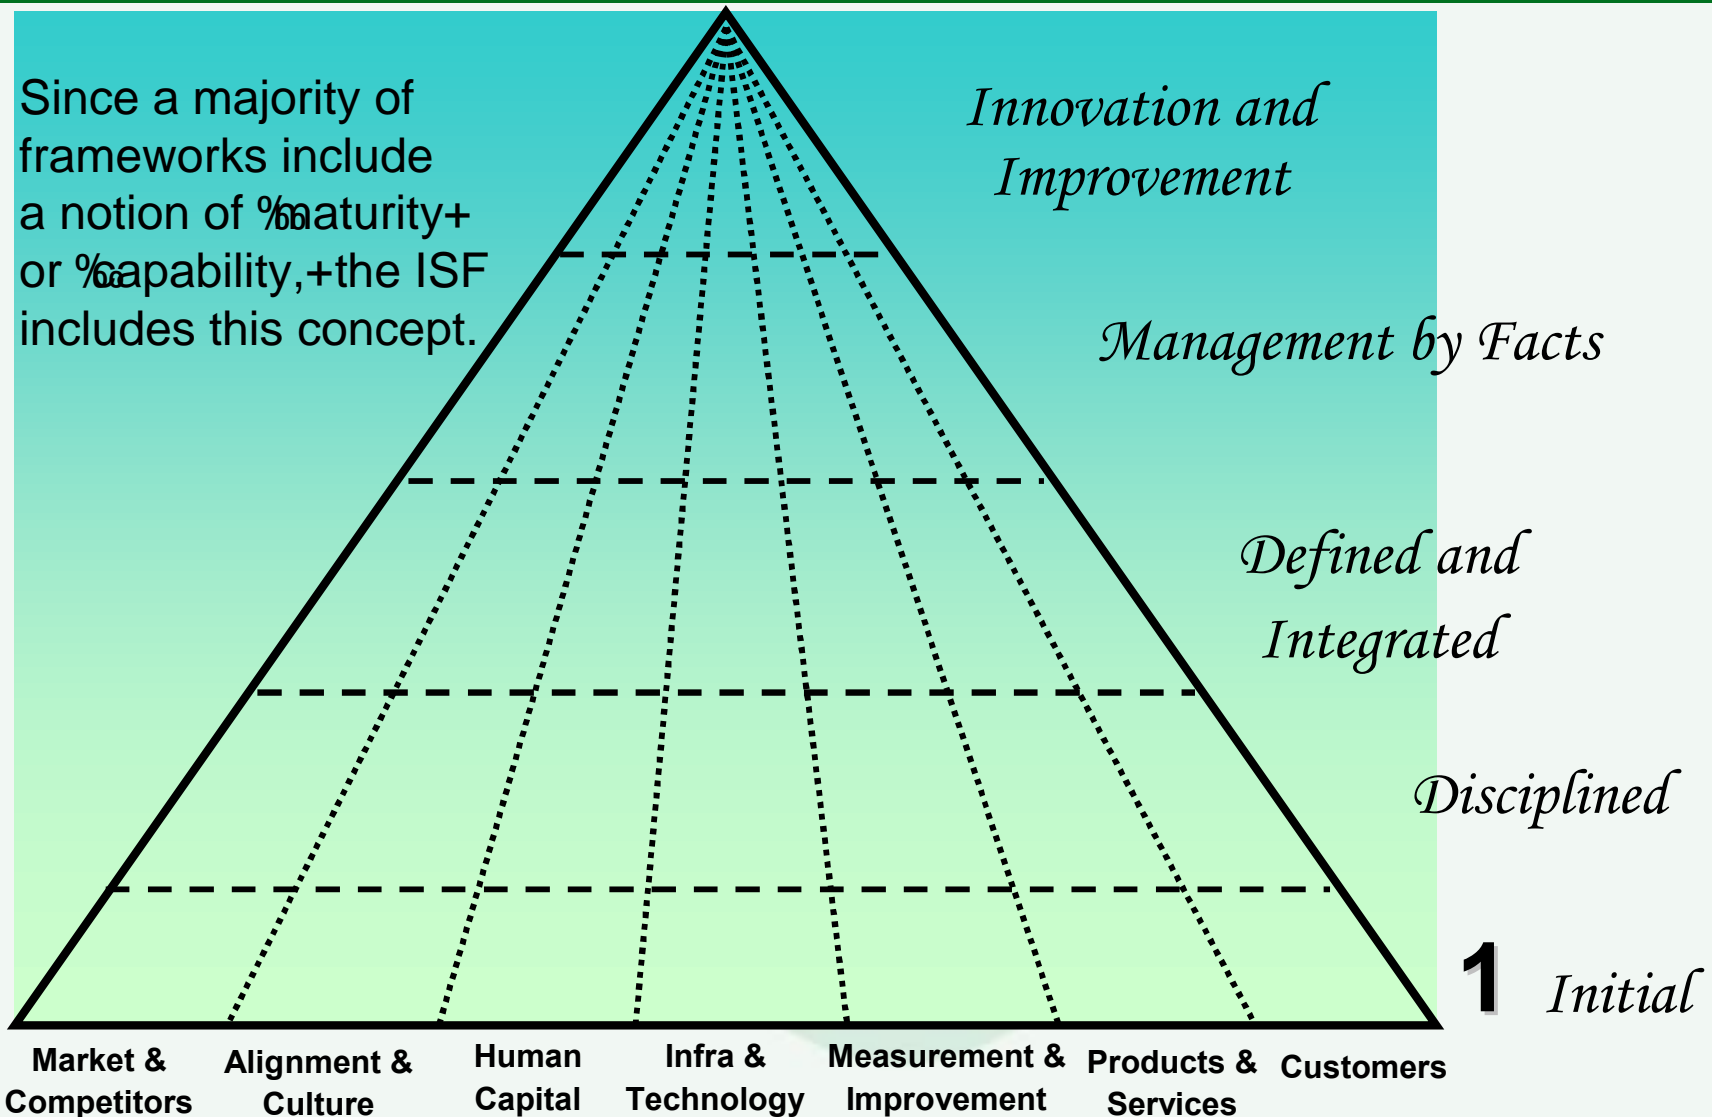 Since a majority of
frameworks include
a notion of %maturity+
or %capability,+the ISF
includes this concept.
Innovation and
Improvement
Management by Facts
Defined and
Integrated
Disciplined
1 Initial
Market &
Competitors
Alignment &
Culture
Human
Capital
Infra &
Technology
Measurement &
Improvement
Products &
Services
Customers